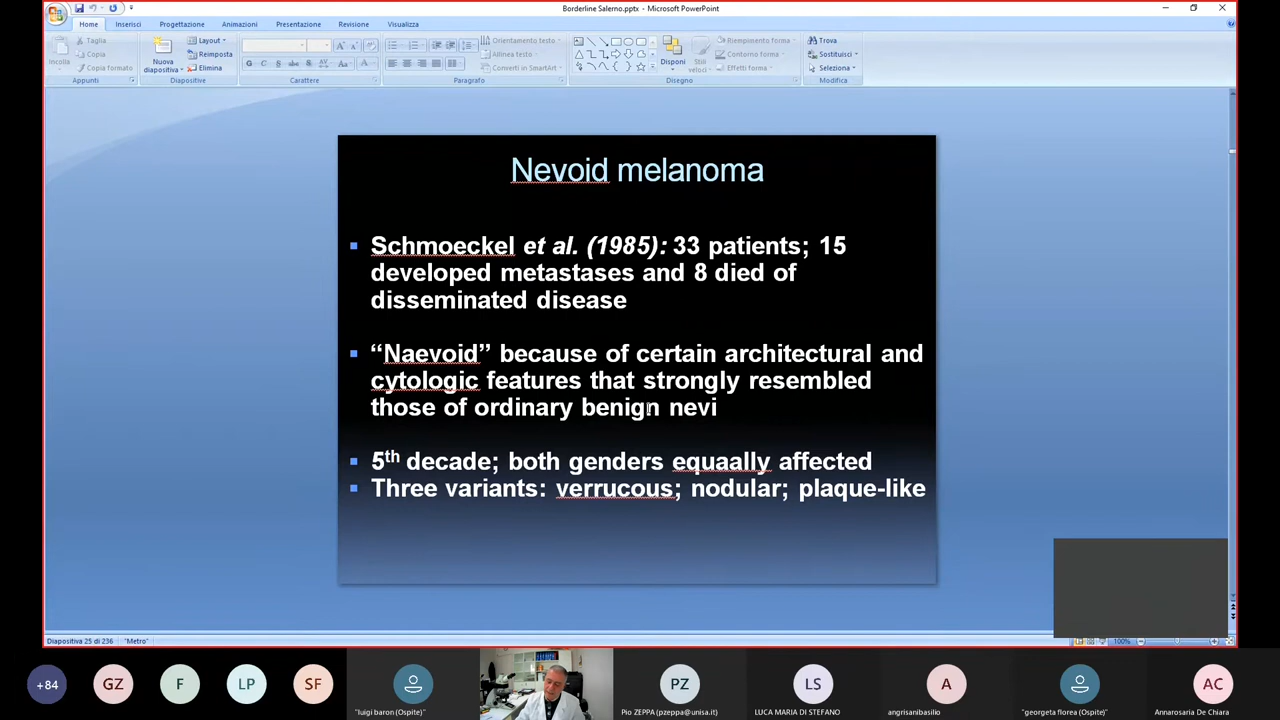 Borderline Salerno.pptx - Microsoft PowerPoint
Home Inserisci Progettazione Animazioni Presentazione Revisione Visualizza
Taglia
Copia
Copia formato
Incolla
Appunti
Nuova diapositiva
Layout
Reimposta
Elimina
Diapositive
Carattere
Orientamento testo
Allinea testo
Converti in SmartArt
Paragrafo
Disponi
Stili veloci
Riempimento forma
Contorno forma
Effetti forma
Disegno
Trova
Sostituisci
Seleziona
Modifica
Nevoid melanoma
Schmoeckel et al. (1985): 33 patients; 15
developed metastases and 8 died of
disseminated disease
“Naevoid” because of certain architectural and
cytologic features that strongly resembled
those of ordinary benign nevi
5th decade; both genders equaally affected
Three variants: verrucous; nodular; plaque-like
Diapositiva 25 di 236 "Metro" 100%
+84 GZ F LP SF PZ LS A AC
"luigi baron (Ospite)" Pio ZEPPA (pzeppa@unisa.it) LUCA MARIA DI STEFANO angrisanibasilio "georgeta florea (Ospite)" Annarosaria De Chiara